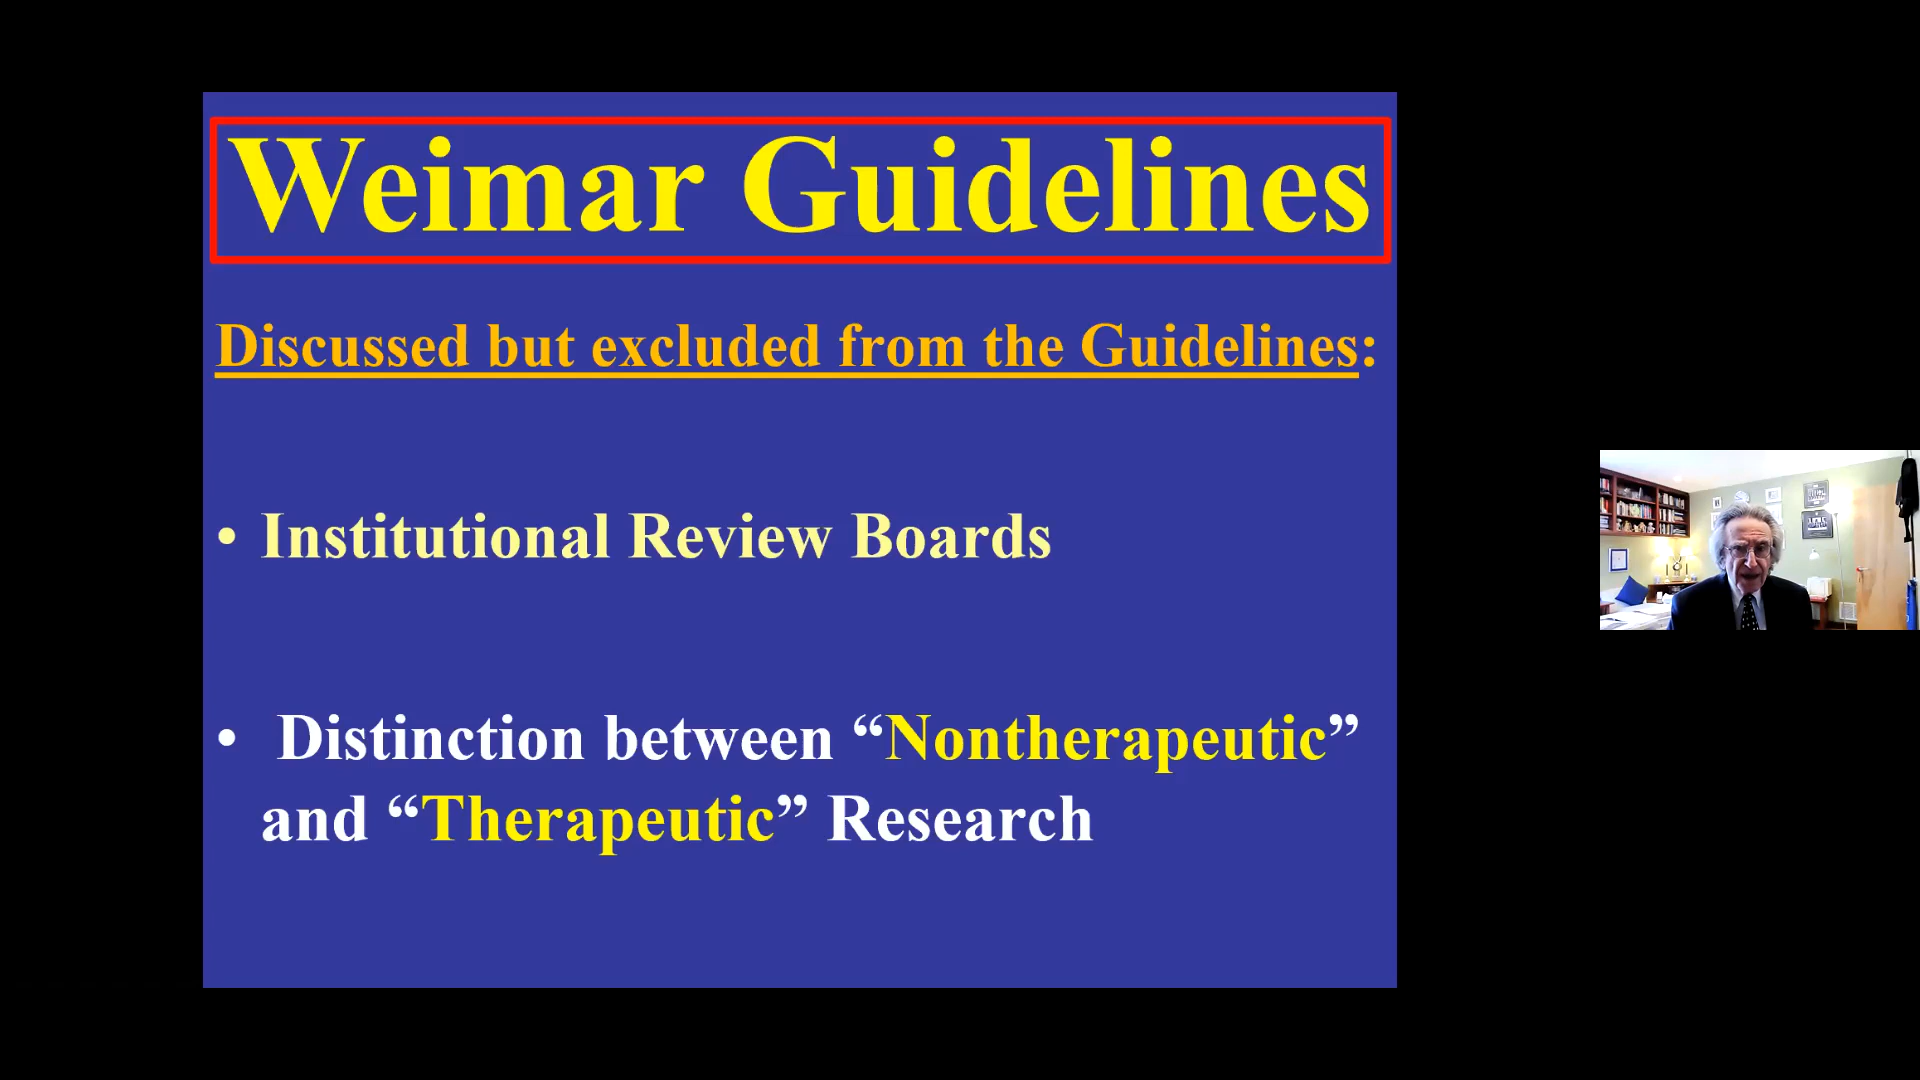 Weimar Guidelines
Discussed but excluded from the Guidelines:
• Institutional Review Boards
• Distinction between “Nontherapeutic”
and “Therapeutic” Research